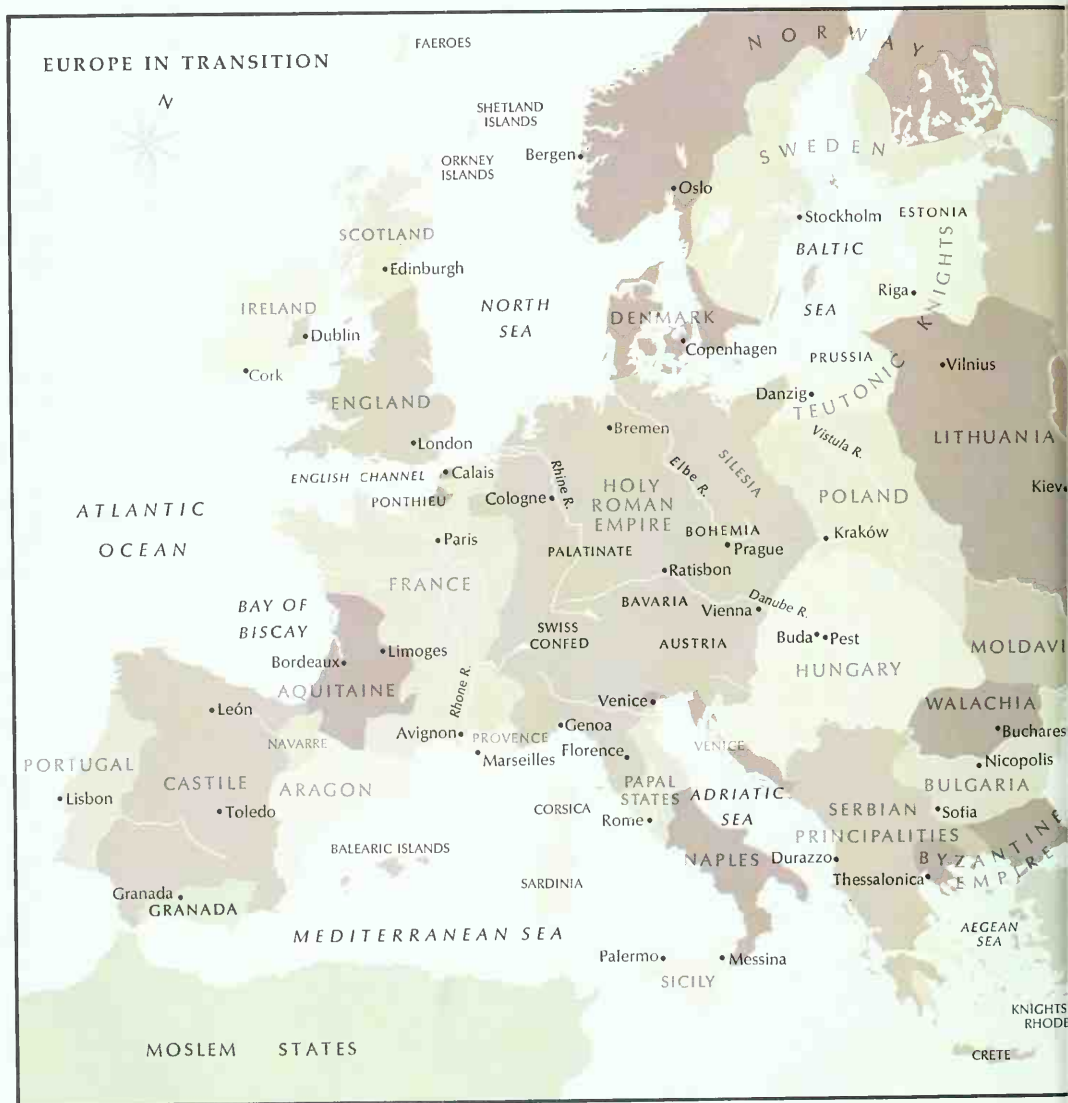 EUROPE IN TRANSITION
N
FAEROES
NORWAY
SHETLAND
ISLANDS
ORKNEY
ISLANDS
Bergen
SWEDEN
Oslo
Stockholm
ESTONIA
SCOTLAND
Edinburgh
BALTIC
SEA
Riga
TEUTONIC KNIGHTS
NORTH
SEA
IRELAND
Dublin
Cork
DENMARK
Copenhagen
PRUSSIA
Vilnius
Danzig
ENGLAND
London
Bremen
Vistula R.
LITHUANIA
ENGLISH CHANNEL
Calais
PONTHIEU
Cologne
Rhine R.
Elbe R.
SILESIA
HOLY
ROMAN
EMPIRE
POLAND
Kiev
ATLANTIC
OCEAN
Paris
PALATINATE
BOHEMIA
Prague
Kraków
FRANCE
Ratisbon
BAY OF
BISCAY
BAVARIA
Vienna
Danube R.
SWISS
CONFED
AUSTRIA
Buda
Pest
HUNGARY
MOLDAVI
Limoges
Bordeaux
AQUITAINE
Rhone R.
Venice
WALACHIA
Buchares
León
Avignon
PROVENCE
Genoa
Marseilles
Florence
VENICE
NAVARRE
Nicopolis
PORTUGAL
Lisbon
CASTILE
Toledo
ARAGON
CORSICA
PAPAL
STATES
Rome
ADRIATIC
SEA
BULGARIA
Sofia
SERBIAN
PRINCIPALITIES
BALEARIC ISLANDS
NAPLES
Durazzo
BYZANTINE
EMPIRE
Thessalonica
SARDINIA
Granada
GRANADA
MEDITERRANEAN SEA
AEGEAN
SEA
Palermo
Messina
SICILY
KNIGHTS
RHODE
MOSLEM STATES
CRETE